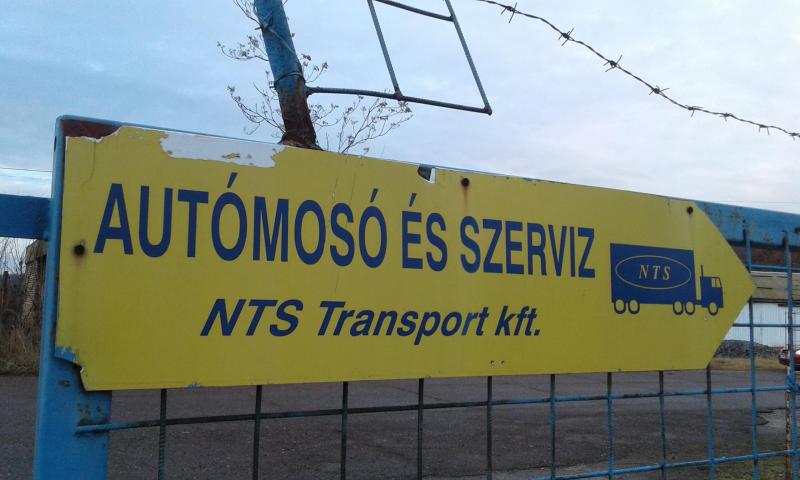 AUTÓMOSÓ ÉS SZERVIZ
NTS
NTS Transport kft.